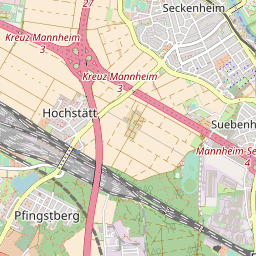 27
Seckenheim
Kreuz Mannheim
3
Kreuz Mannheim
3
Hochstätt
Suebenh
Mannheim-Se
4
Pfingstberg